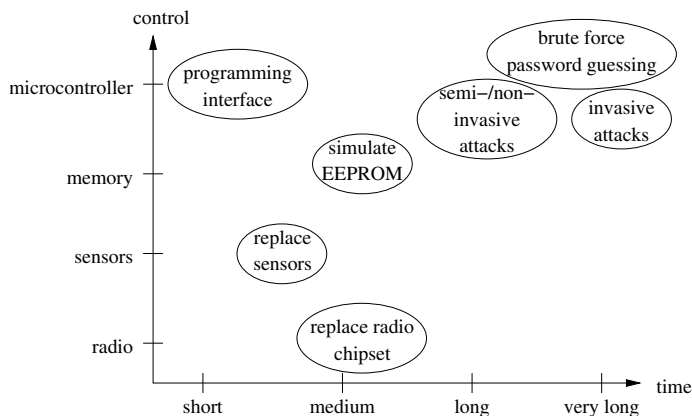 control
microcontroller
memory
sensors
radio
programming
interface
brute force
password guessing
semi−/non−
invasive
attacks
invasive
attacks
simulate
EEPROM
replace
sensors
replace radio
chipset
short
medium
long
very long
time